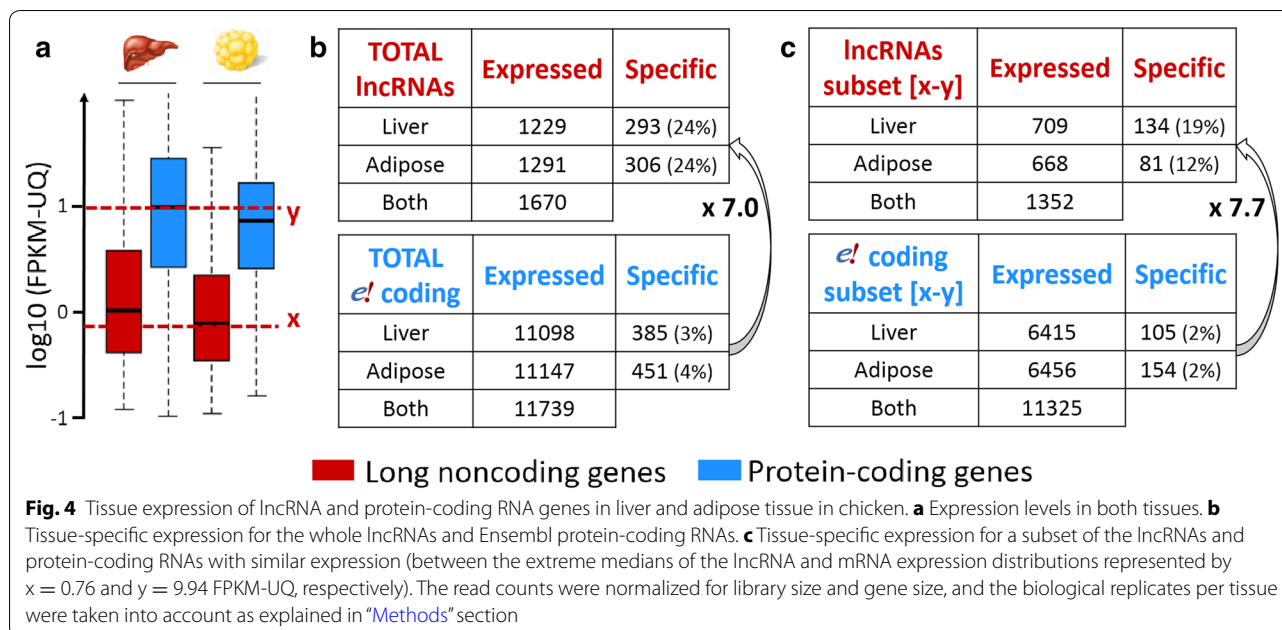 a
log10 (FPKM-UQ)
1
0
-1
y
x
b
TOTAL lncRNAs Expressed Specific
Liver 1229 293 (24%)
Adipose 1291 306 (24%)
Both 1670
x 7.0
TOTAL e! coding Expressed Specific
Liver 11098 385 (3%)
Adipose 11147 451 (4%)
Both 11739
c
lncRNAs subset [x-y] Expressed Specific
Liver 709 134 (19%)
Adipose 668 81 (12%)
Both 1352
x 7.7
e! coding subset [x-y] Expressed Specific
Liver 6415 105 (2%)
Adipose 6456 154 (2%)
Both 11325
Long noncoding genes Protein-coding genes
Fig. 4 Tissue expression of lncRNA and protein-coding RNA genes in liver and adipose tissue in chicken. a Expression levels in both tissues. b
Tissue-specific expression for the whole lncRNAs and Ensembl protein-coding RNAs. c Tissue-specific expression for a subset of the lncRNAs and
protein-coding RNAs with similar expression (between the extreme medians of the lncRNA and mRNA expression distributions represented by
x = 0.76 and y = 9.94 FPKM-UQ, respectively). The read counts were normalized for library size and gene size, and the biological replicates per tissue
were taken into account as explained in “Methods” section